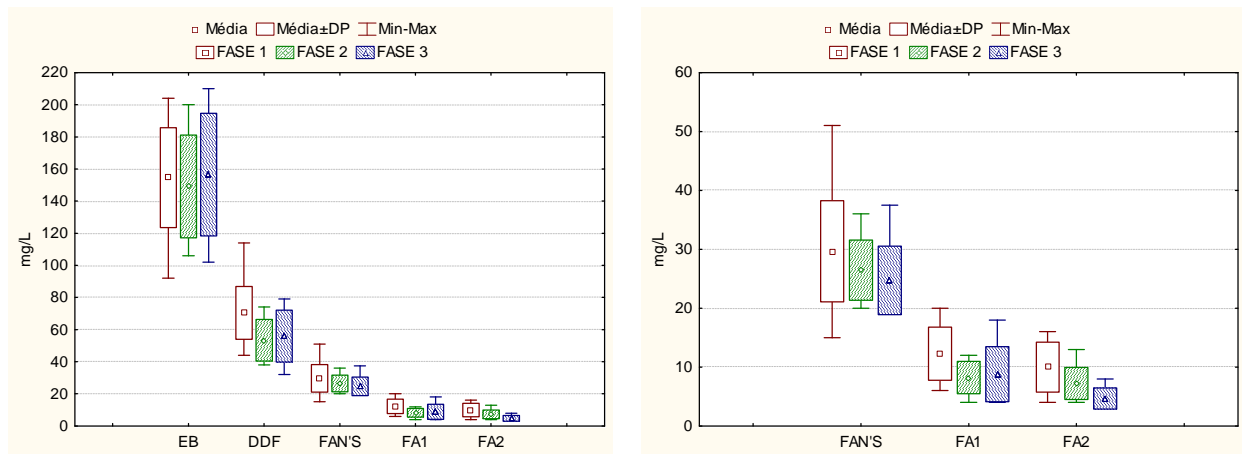 Média Média±DP Min-Max
FASE 1 FASE 2 FASE 3
220
200
180
160
140
120
100
80
60
40
20
0
mg/L
EB DDF FAN'S FA1 FA2
Média Média±DP Min-Max
FASE 1 FASE 2 FASE 3
60
50
40
30
20
10
0
mg/L
FAN'S FA1 FA2